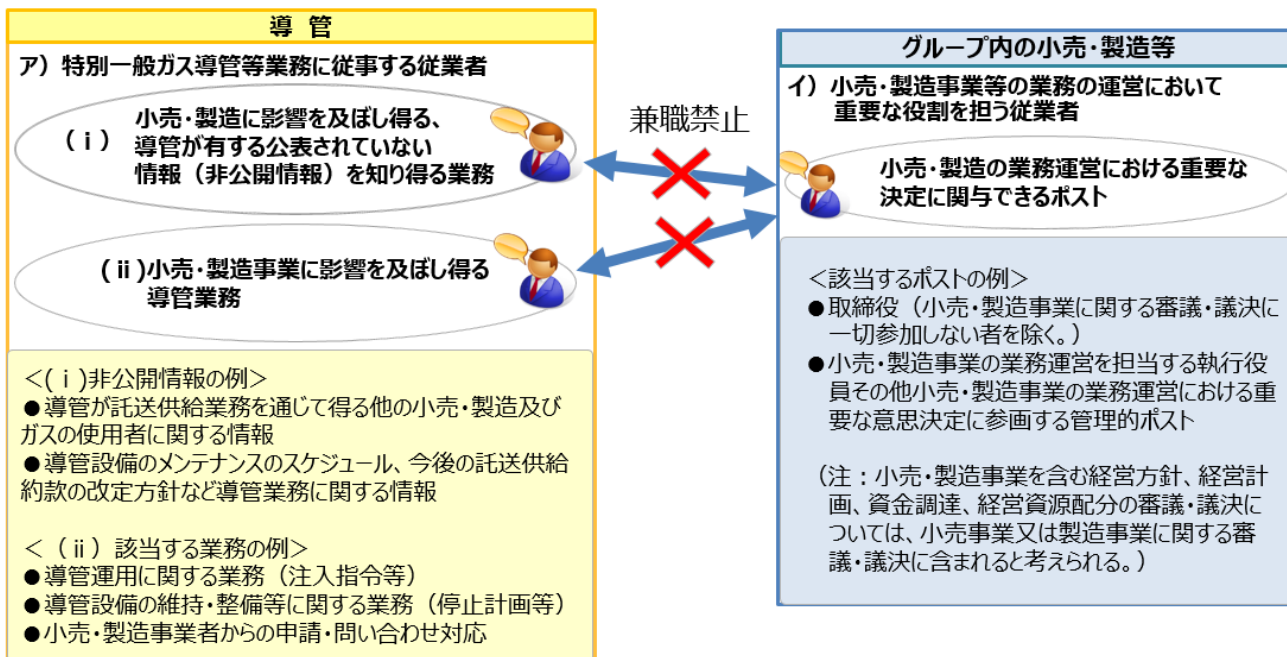 導 管
ア）特別一般ガス導管等業務に従事する従業者
（ⅰ）
小売・製造に影響を及ぼし得る、
導管が有する公表されていない
情報（非公開情報）を知り得る業務
(ⅱ)小売・製造事業に影響を及ぼし得る
導管業務
＜(ⅰ)非公開情報の例＞
●導管が託送供給業務を通じて得る他の小売・製造及び
ガスの使用者に関する情報
●導管設備のメンテナンスのスケジュール、今後の託送供給
約款の改定方針など導管業務に関する情報
＜（ⅱ）該当する業務の例＞
●導管運用に関する業務（注入指令等）
●導管設備の維持・整備等に関する業務（停止計画等）
●小売・製造事業者からの申請・問い合わせ対応
兼職禁止
グループ内の小売・製造等
イ）小売・製造事業等の業務の運営において
重要な役割を担う従業者
小売・製造の業務運営における重要な
決定に関与できるポスト
＜該当するポストの例＞
●取締役（小売・製造事業に関する審議・議決に
一切参加しない者を除く。）
●小売・製造事業の業務運営を担当する執行役
員その他小売・製造事業の業務運営における重
要な意思決定に参画する管理的ポスト
（注：小売・製造事業を含む経営方針、経営計
画、資金調達、経営資源配分の審議・議決に
ついては、小売事業又は製造事業に関する審
議・議決に含まれると考えられる。）